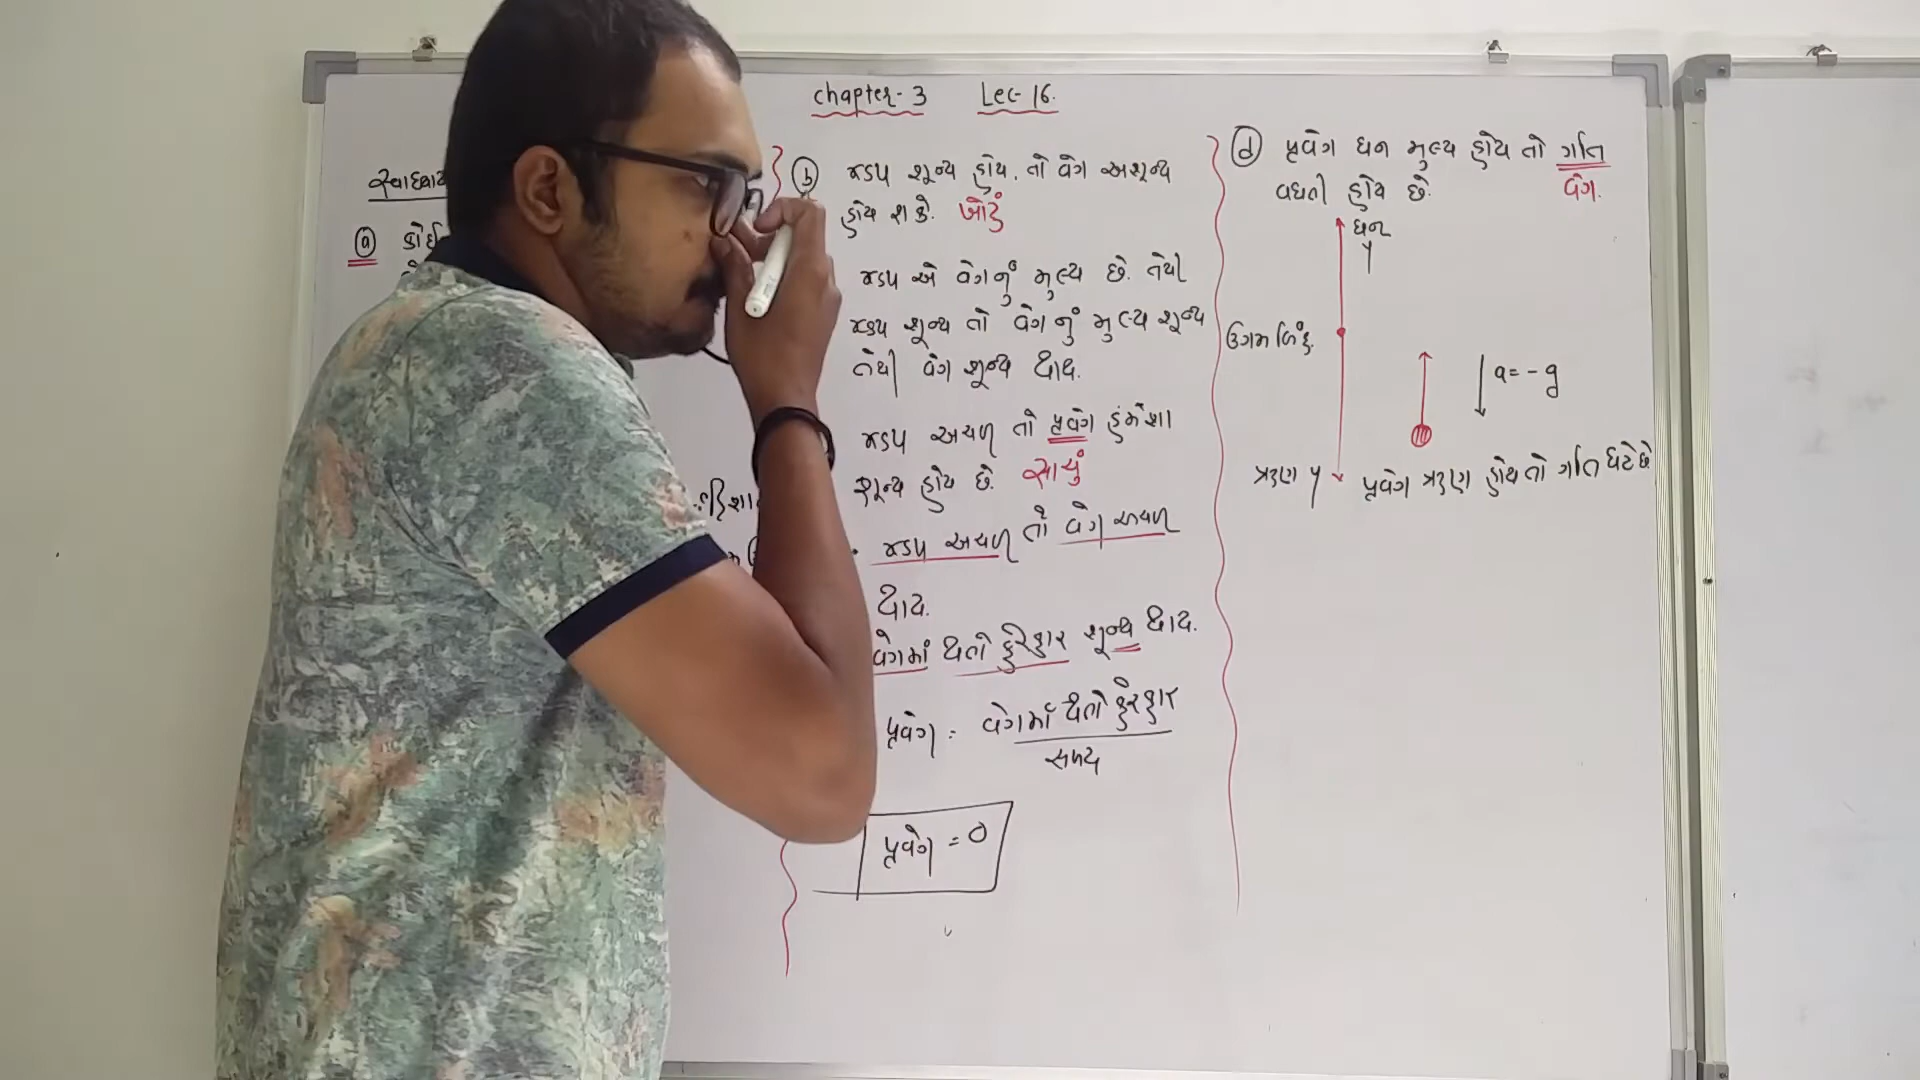 Chapter-3 Lec-16.
સ્વાધ્યાય
(a) કોઈ
દિશા
(b) ઝડપ શૂન્ય હોય, તો વેગ અશૂન્ય
હોય શકે. ખોટું
ઝડપ એ વેગનું મુલ્ય છે. તેથી
ઝડપ શૂન્ય તો વેગનું મુલ્ય શૂન્ય
તેથી વેગ શૂન્ય થાય.
ઝડપ અચળ તો પ્રવેગ હંમેશા
શૂન્ય હોય છે. સાચું
ઝડપ અચળ તો વેગ અચળ
થાય.
વેગમાં થતો ફેરફાર શૂન્ય થાય.
પ્રવેગ = વેગમાં થતો ફેરફાર
સમય
પ્રવેગ = 0
(d) પ્રવેગ ધન મુલ્ય હોય તો ગતિ
વધતી હોય છે. વેગ.
ધન
y
ઉગમબિંદુ.
a = - g
ઋણ y
પ્રવેગ ઋણ હોય તો ગતિ ઘટે છે